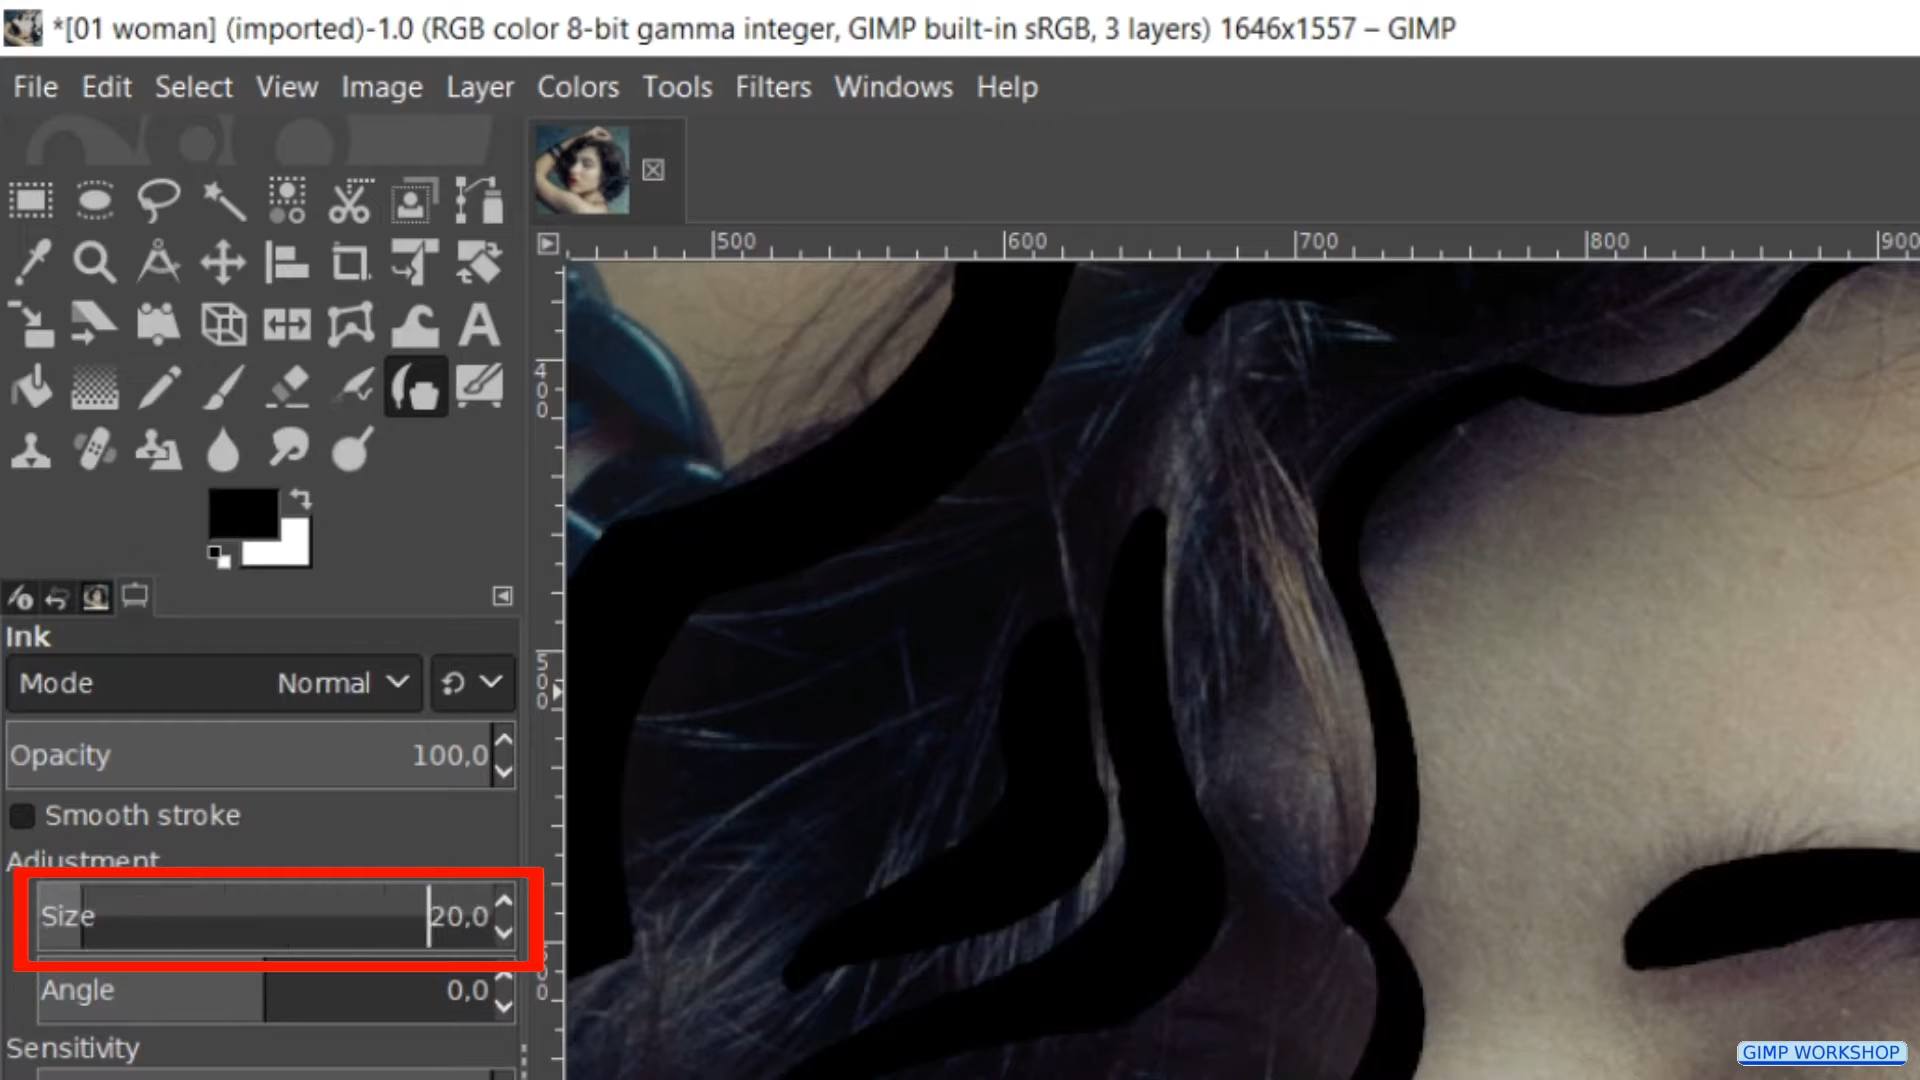 *[01 woman] (imported)-1.0 (RGB color 8-bit gamma integer, GIMP built-in sRGB, 3 layers) 1646x1557 – GIMP
File Edit Select View Image Layer Colors Tools Filters Windows Help
500 600 700 800 900
400
Ink
Mode Normal
500
Opacity 100,0
Smooth stroke
Adjustment
Size 20,0
Angle 0,0
Sensitivity
GIMP WORKSHOP